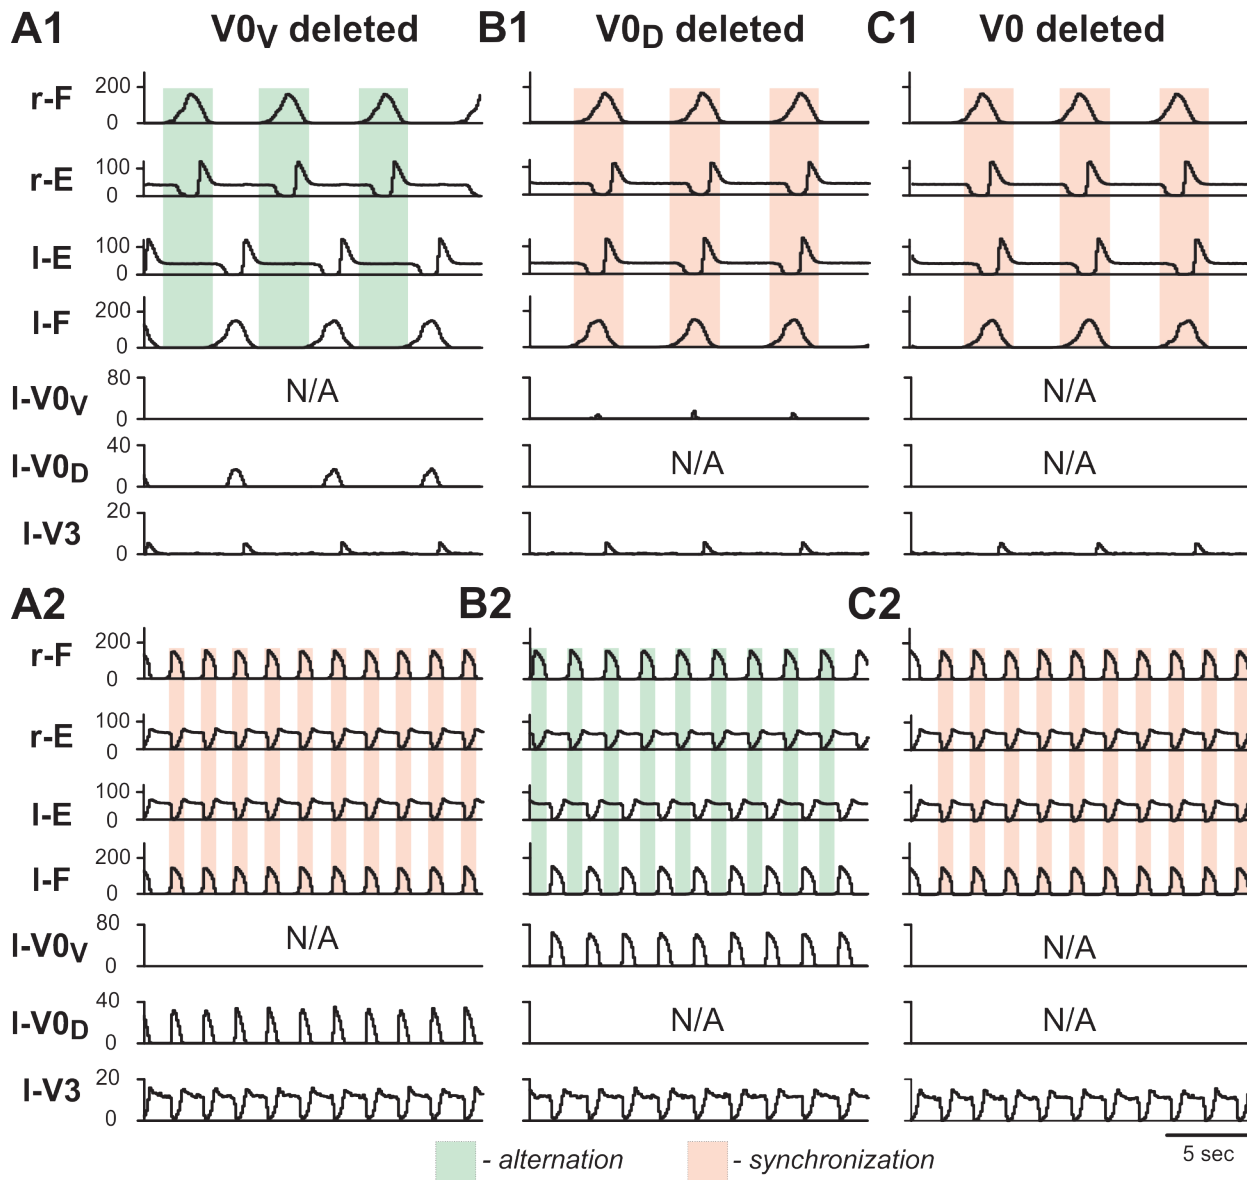 A1 V0V deleted B1 V0D deleted C1 V0 deleted
r-F 200
0
r-E 100
0
l-E 100
0
l-F 200
0
l-V0V 80 N/A N/A
0
l-V0D 40 N/A N/A
0
l-V3 20
0
A2 B2 C2
r-F 200
0
r-E 100
0
l-E 100
0
l-F 200
0
l-V0V 80 N/A N/A
0
l-V0D 40 N/A N/A
0
l-V3 20
0
- alternation - synchronization 5 sec